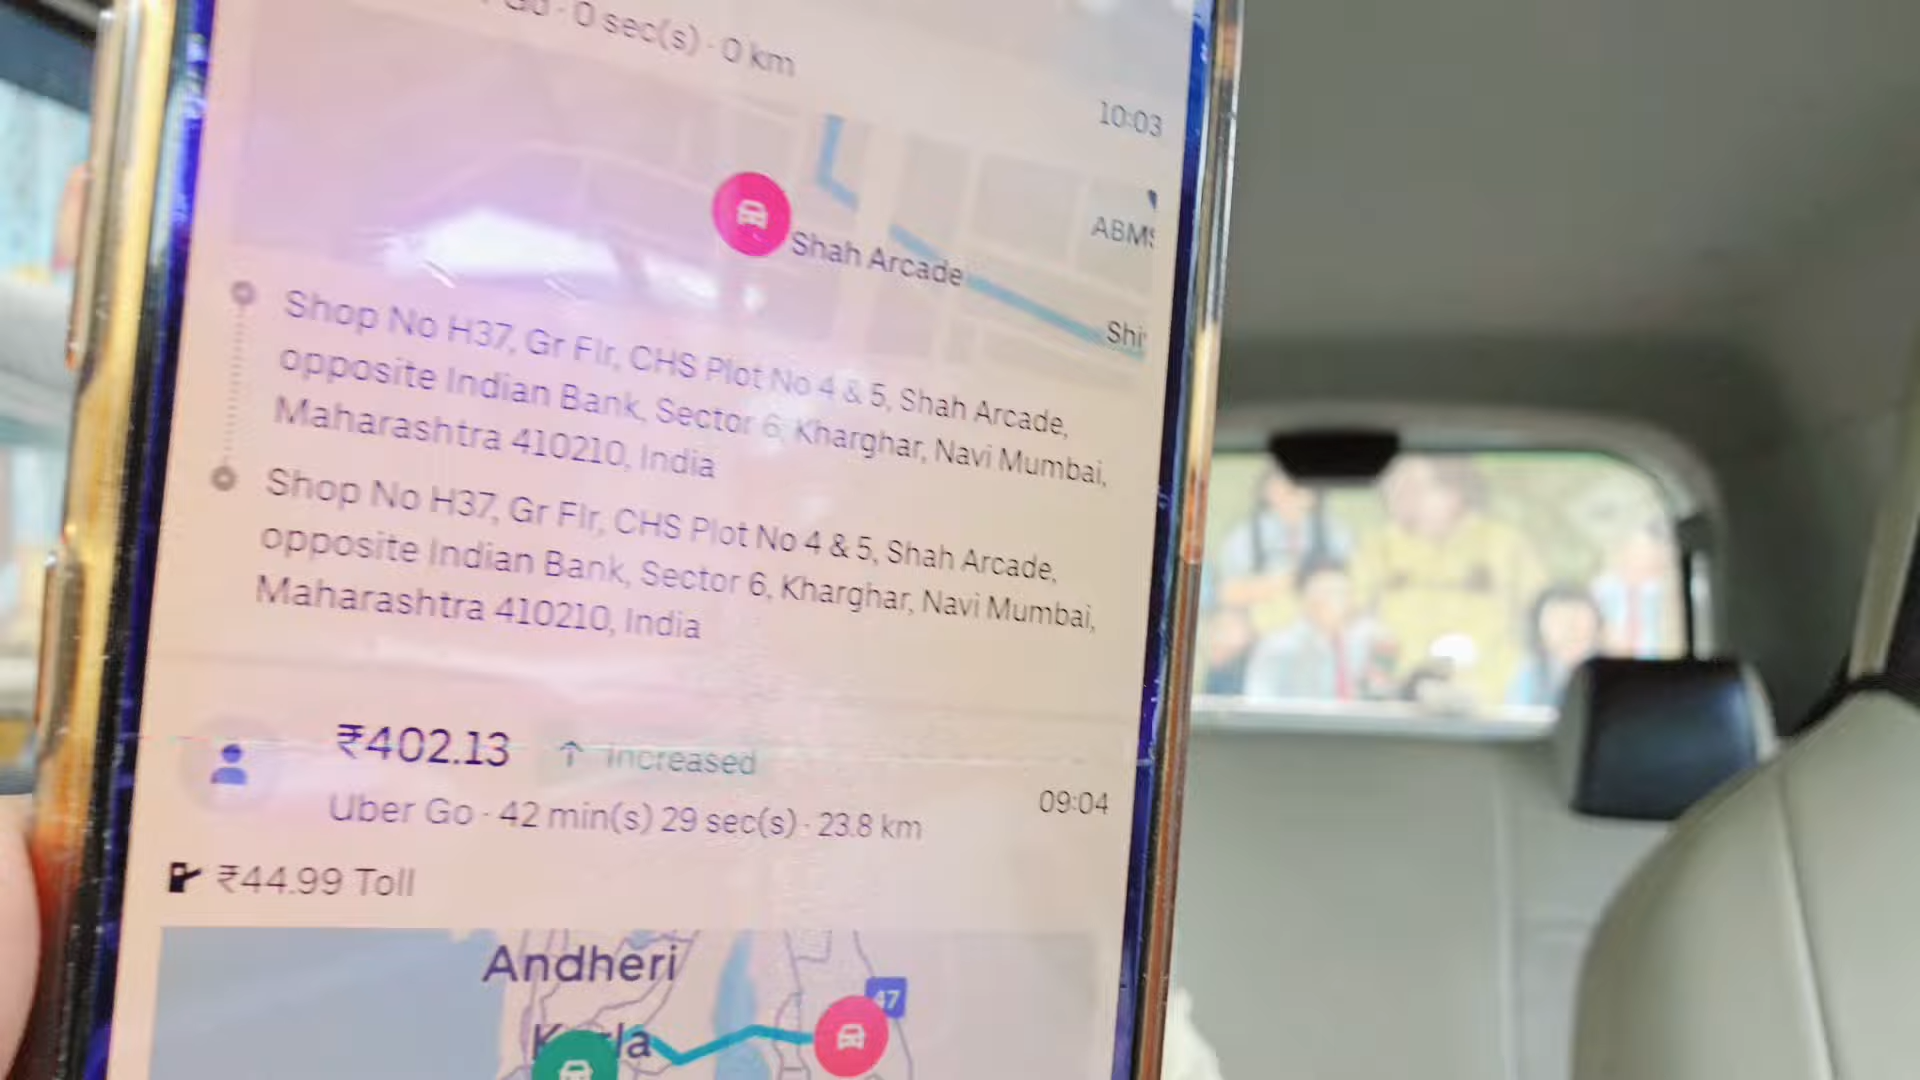 0 sec(s) · 0 km
10:03
ABMS
Shah Arcade
Shi
Shop No H37, Gr Flr, CHS Plot No 4 & 5, Shah Arcade,
opposite Indian Bank, Sector 6, Kharghar, Navi Mumbai,
Maharashtra 410210, India
Shop No H37, Gr Flr, CHS Plot No 4 & 5, Shah Arcade,
opposite Indian Bank, Sector 6, Kharghar, Navi Mumbai,
Maharashtra 410210, India
₹402.13 ↑ Increased
09:04
Uber Go · 42 min(s) 29 sec(s) · 23.8 km
₹44.99 Toll
Andheri
47